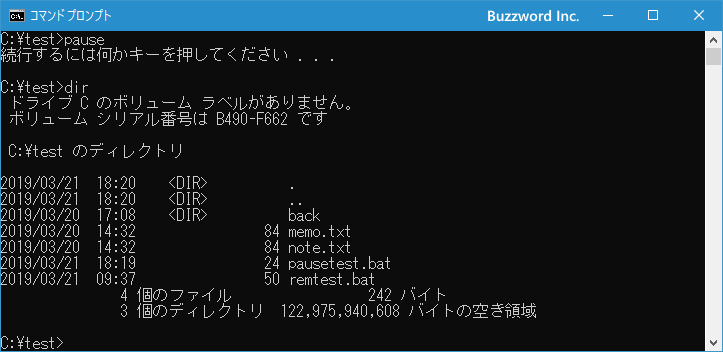 コマンドプロンプト Buzzword Inc.
C:¥test>pause
続行するには何かキーを押してください . . .
C:¥test>dir
ドライブ C のボリューム ラベルがありません。
ボリューム シリアル番号は B490-F662 です
C:¥test のディレクトリ
2019/03/21  18:20    <DIR>          .
2019/03/21  18:20    <DIR>          ..
2019/03/20  17:08    <DIR>          back
2019/03/20  14:32                84 memo.txt
2019/03/20  14:32                84 note.txt
2019/03/21  18:19                24 pausetest.bat
2019/03/21  09:37                50 remtest.bat
4 個のファイル                 242 バイト
3 個のディレクトリ  122,975,940,608 バイトの空き領域
C:¥test>